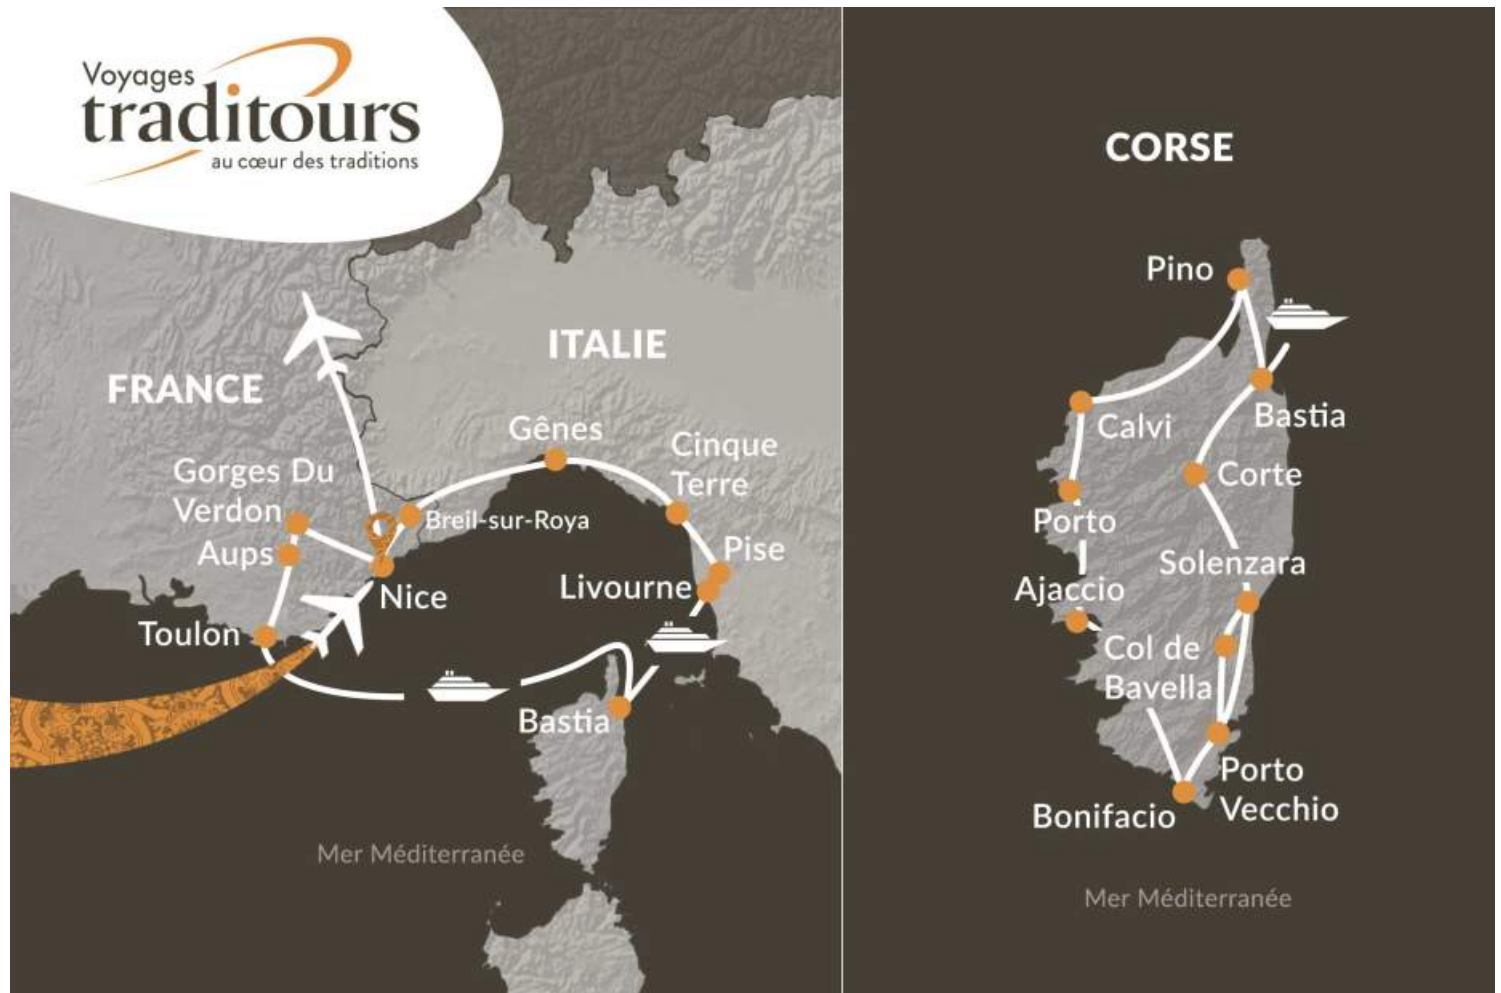 Voyages
traditours
au cœur des traditions
FRANCE
ITALIE
Gênes
Cinque
Terre
Gorges Du
Verdon
Breil-sur-Roya
Aups
Pise
Livourne
Nice
Toulon
Bastia
Mer Méditerranée
CORSE
Pino
Bastia
Calvi
Corte
Porto
Solenzara
Ajaccio
Col de
Bavella
Porto
Vecchio
Bonifacio
Mer Méditerranée